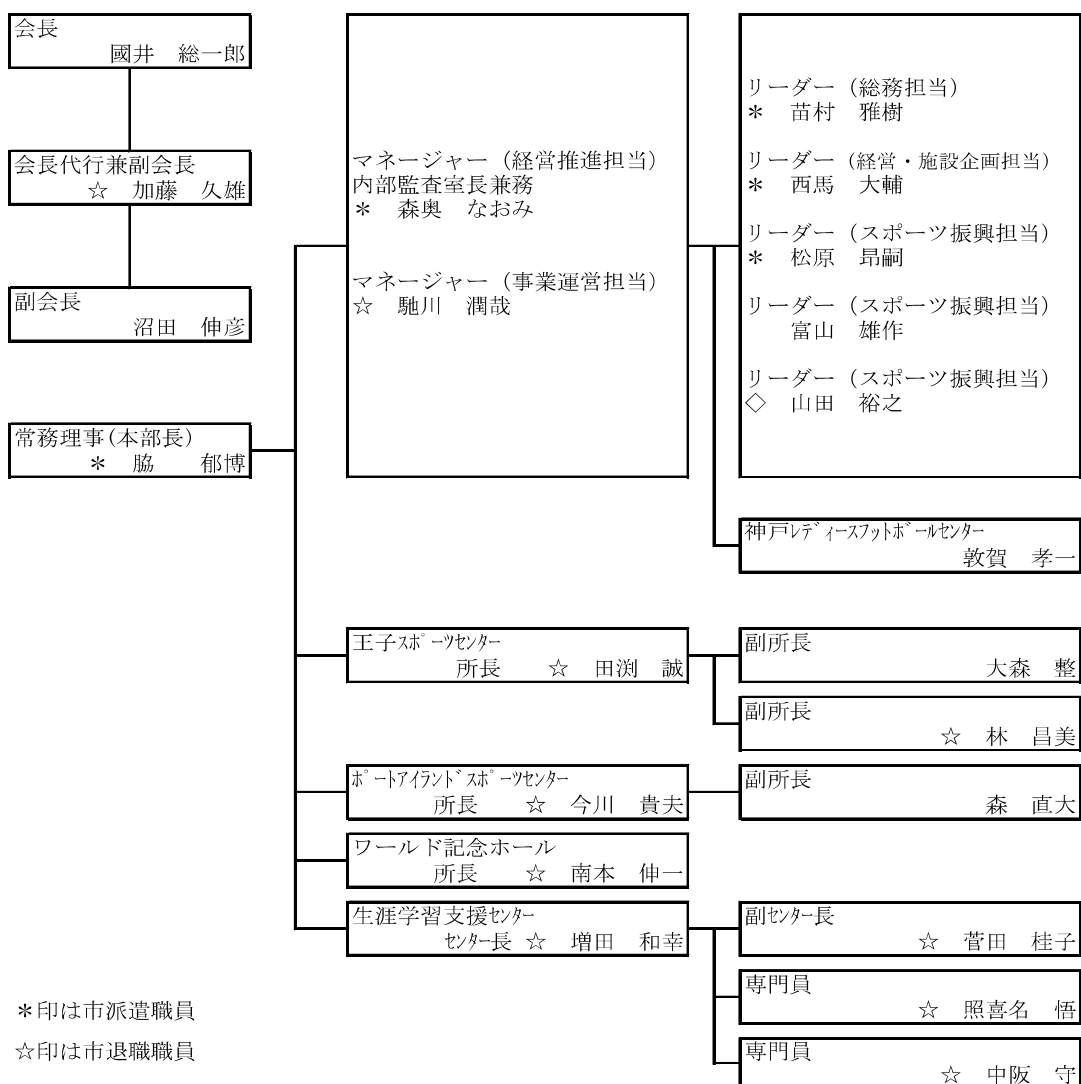 会長
國井　総一郎
会長代行兼副会長
☆　加藤　久雄
副会長
沼田　伸彦
常務理事(本部長)
＊　脇　　郁博
マネージャー（経営推進担当）
内部監査室長兼務
＊　森奥　なおみ
マネージャー（事業運営担当）
☆　馳川　潤哉
リーダー（総務担当）
＊　苗村　雅樹
リーダー（経営・施設企画担当）
＊　西馬　大輔
リーダー（スポーツ振興担当）
＊　松原　昂嗣
リーダー（スポーツ振興担当）
富山　雄作
リーダー（スポーツ振興担当）
◇　山田　裕之
神戸ﾚﾃﾞｨｰｽﾌｯﾄﾎﾞｰﾙｾﾝﾀｰ
敦賀　孝一
王子ｽﾎﾟｰﾂｾﾝﾀｰ
所長　　☆　田渕　誠
副所長
大森　整
副所長
☆　林　昌美
ﾎﾟｰﾄｱｲﾗﾝﾄﾞｽﾎﾟｰﾂｾﾝﾀｰ
所長　　☆　今川　貴夫
副所長
森　直大
ワールド記念ホール
所長　　☆　南本　伸一
生涯学習支援ｾﾝﾀｰ
ｾﾝﾀｰ長 ☆　増田　和幸
副ｾﾝﾀｰ長
☆　菅田　桂子
専門員
☆　照喜名　悟
専門員
☆　中阪　守
＊印は市派遣職員
☆印は市退職職員